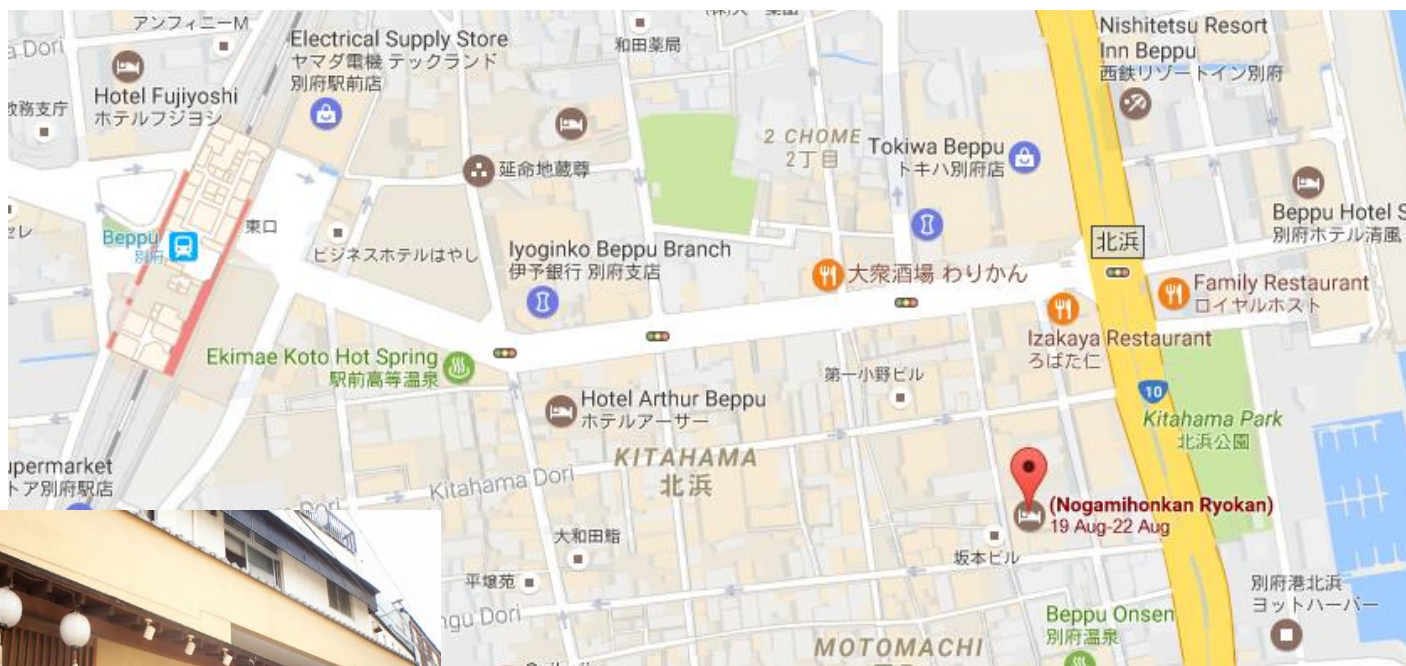 アンフィニーM
Electrical Supply Store
ヤマダ電機 テックランド
別府駅前店
和田薬局
Nishitetsu Resort
Inn Beppu
西鉄リゾートイン別府
Dori
Hotel Fujiyoshi
ホテルフジヨシ
2 CHOME
2丁目
Tokiwa Beppu
トキハ別府店
延命地蔵尊
Beppu Hotel S
別府ホテル清風
Beppu
別府
東口
ビジネスホテルはやし
Iyoginko Beppu Branch
伊予銀行 別府支店
北浜
大衆酒場 わりかん
Family Restaurant
ロイヤルホスト
Izakaya Restaurant
ろばた仁
Ekimae Koto Hot Spring
駅前高等温泉
第一小野ビル
Hotel Arthur Beppu
ホテルアーサー
10
Kitahama Park
北浜公園
KITAHAMA
北浜
upermarket
トア別府駅店
Kitahama Dori
Dori
(Nogamihonkan Ryokan)
19 Aug-22 Aug
大和田鮨
坂本ビル
平壌苑
ngu Dori
別府港北浜
ヨットハーバー
Beppu Onsen
別府温泉
MOTOMACHI